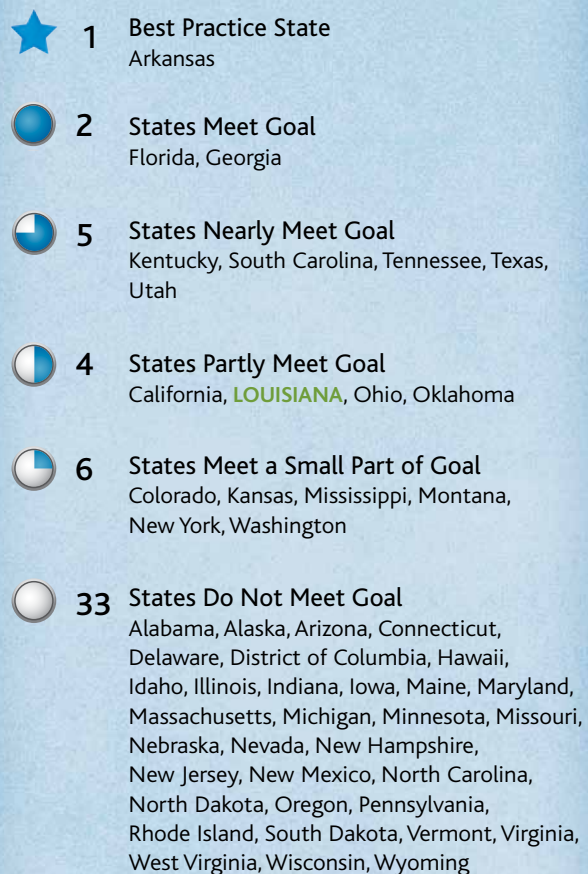 1 Best Practice State
Arkansas
2 States Meet Goal
Florida, Georgia
5 States Nearly Meet Goal
Kentucky, South Carolina, Tennessee, Texas,
Utah
4 States Partly Meet Goal
California, LOUISIANA, Ohio, Oklahoma
6 States Meet a Small Part of Goal
Colorado, Kansas, Mississippi, Montana,
New York, Washington
33 States Do Not Meet Goal
Alabama, Alaska, Arizona, Connecticut,
Delaware, District of Columbia, Hawaii,
Idaho, Illinois, Indiana, Iowa, Maine, Maryland,
Massachusetts, Michigan, Minnesota, Missouri,
Nebraska, Nevada, New Hampshire,
New Jersey, New Mexico, North Carolina,
North Dakota, Oregon, Pennsylvania,
Rhode Island, South Dakota, Vermont, Virginia,
West Virginia, Wisconsin, Wyoming